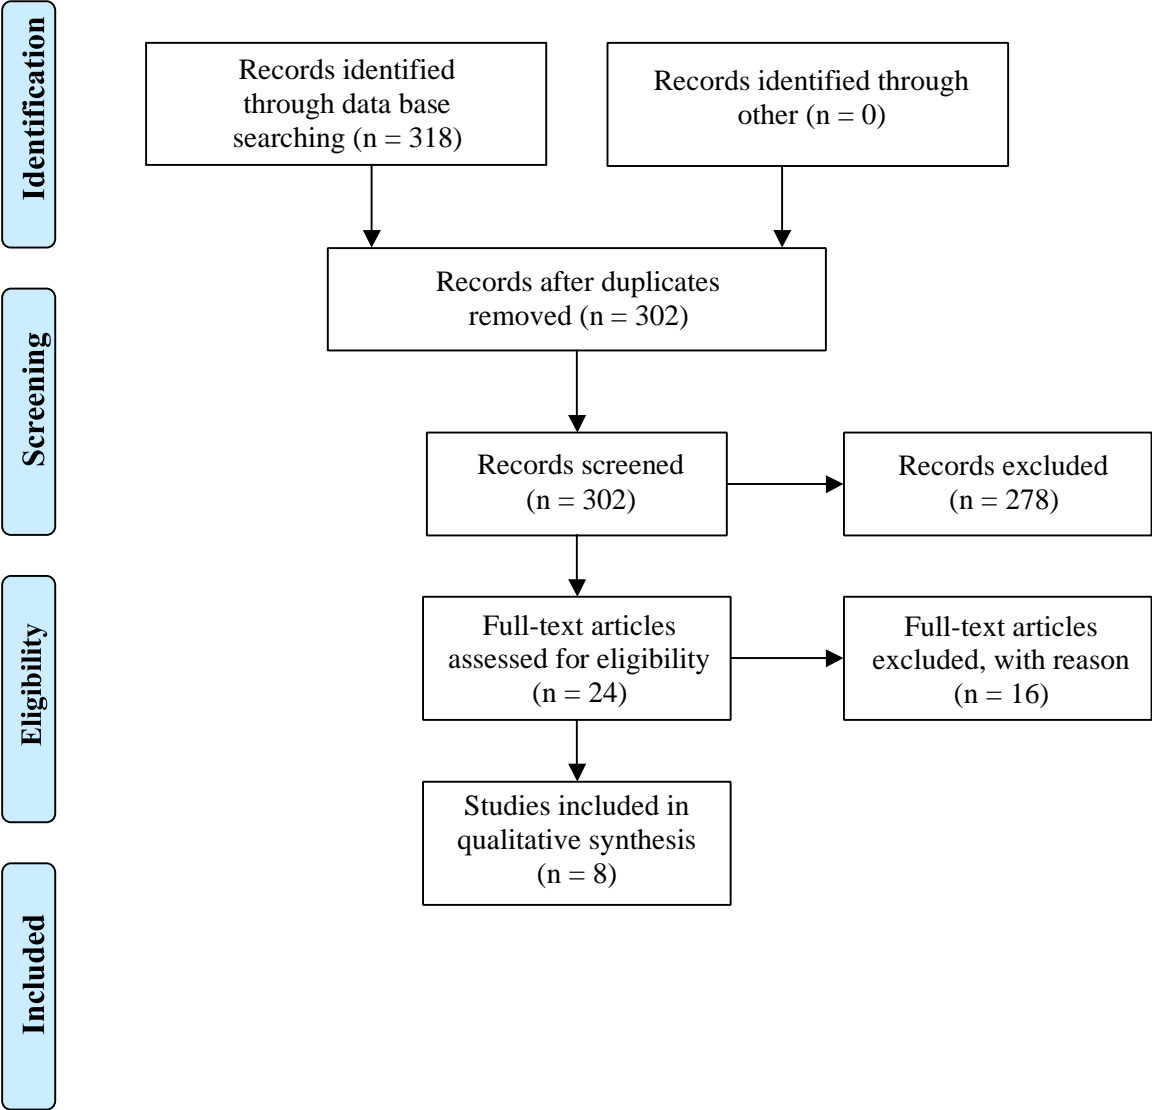 Identification
Records identified
through data base
searching (n = 318)
Records identified through
other (n = 0)
Records after duplicates
removed (n = 302)
Screening
Records screened
(n = 302)
Records excluded
(n = 278)
Eligibility
Full-text articles
assessed for eligibility
(n = 24)
Full-text articles
excluded, with reason
(n = 16)
Studies included in
qualitative synthesis
(n = 8)
Included